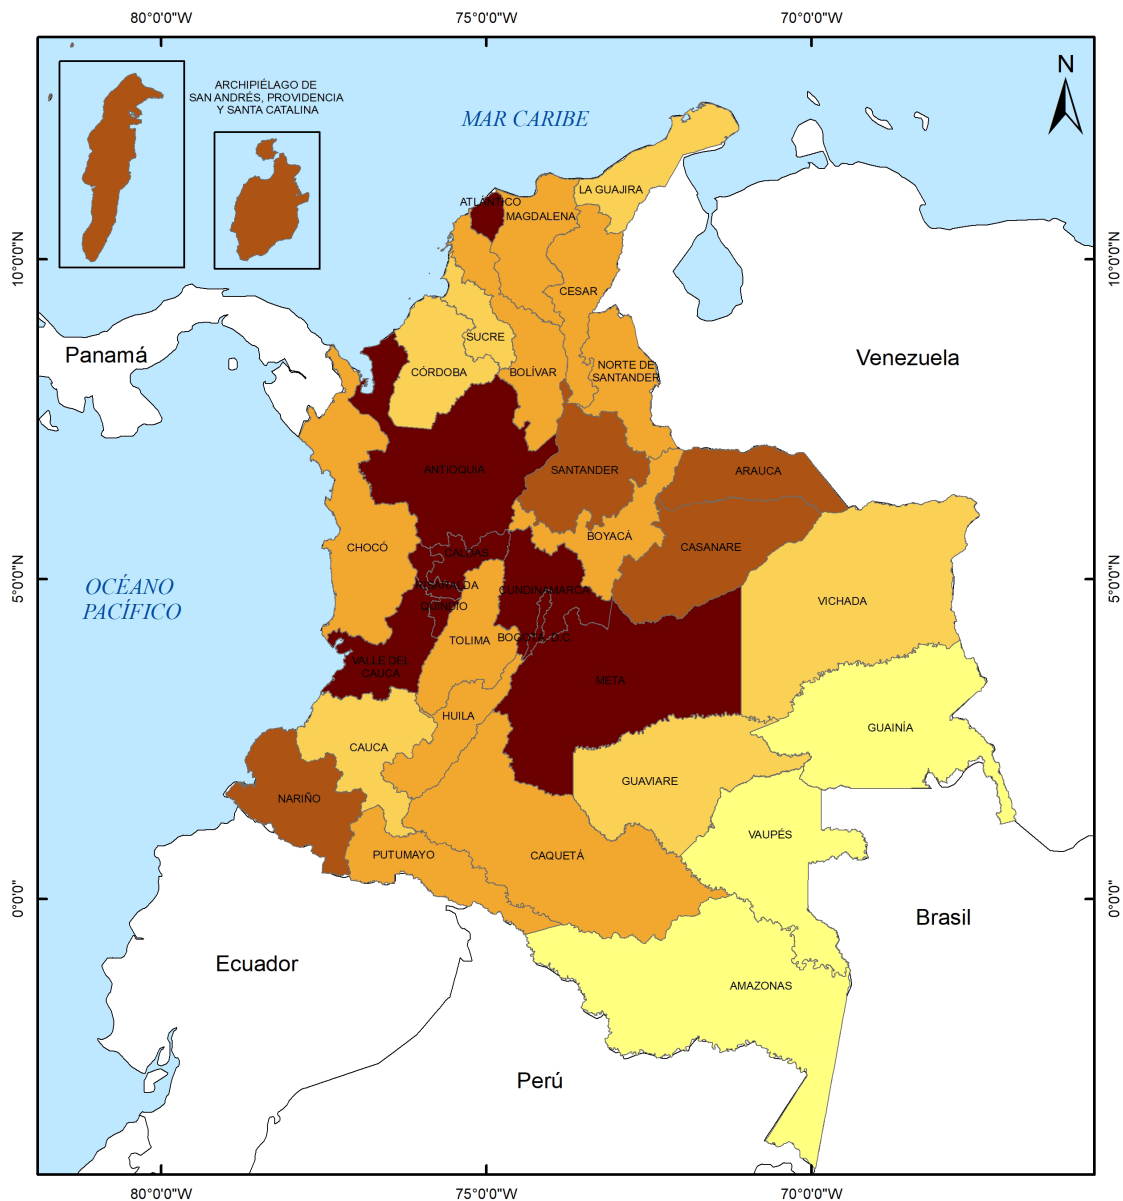 80°0'0"W
75°0'0"W
70°0'0"W
N
ARCHIPIÉLAGO DE
SAN ANDRÉS, PROVIDENCIA
Y SANTA CATALINA
MAR CARIBE
LA GUAJIRA
ATLÁNTICO
MAGDALENA
10°0'0"N
10°0'0"N
CESAR
SUCRE
Panamá
Venezuela
CÓRDOBA
BOLÍVAR
NORTE DE
SANTANDER
ANTIOQUIA
SANTANDER
ARAUCA
BOYACÁ
CHOCÓ
CALDAS
CASANARE
5°0'0"N
5°0'0"N
OCÉANO
PACÍFICO
RISARALDA
CUNDINAMARCA
QUINDIO
VICHADA
TOLIMA
BOGOTÁ, D.C.
VALLE DEL
CAUCA
META
HUILA
GUAINÍA
CAUCA
GUAVIARE
NARIÑO
VAUPÉS
PUTUMAYO
CAQUETÁ
0°0'0"
0°0'0"
Brasil
Ecuador
AMAZONAS
Perú
80°0'0"W
75°0'0"W
70°0'0"W